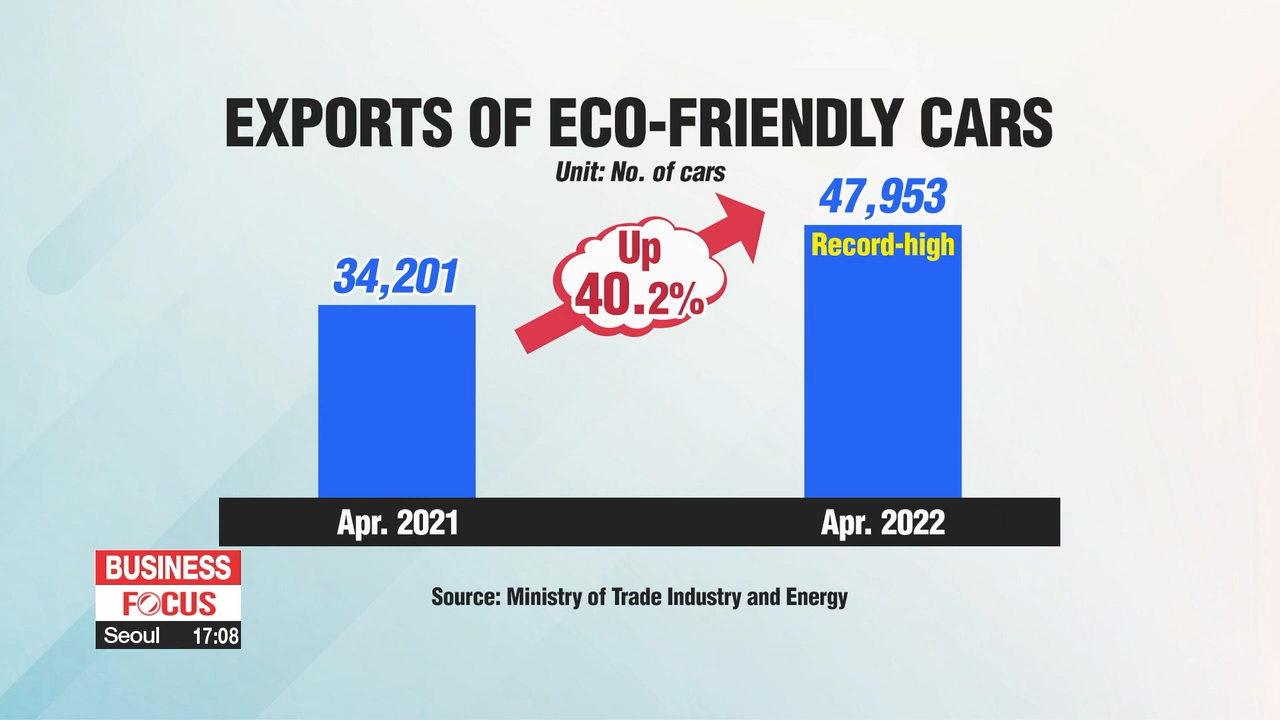 EXPORTS OF ECO-FRIENDLY CARS
Unit: No. of cars
47,953
Record-high
Up
40.2%
34,201
Apr. 2021
Apr. 2022
BUSINESS
FOCUS
Seoul 17:08
Source: Ministry of Trade Industry and Energy